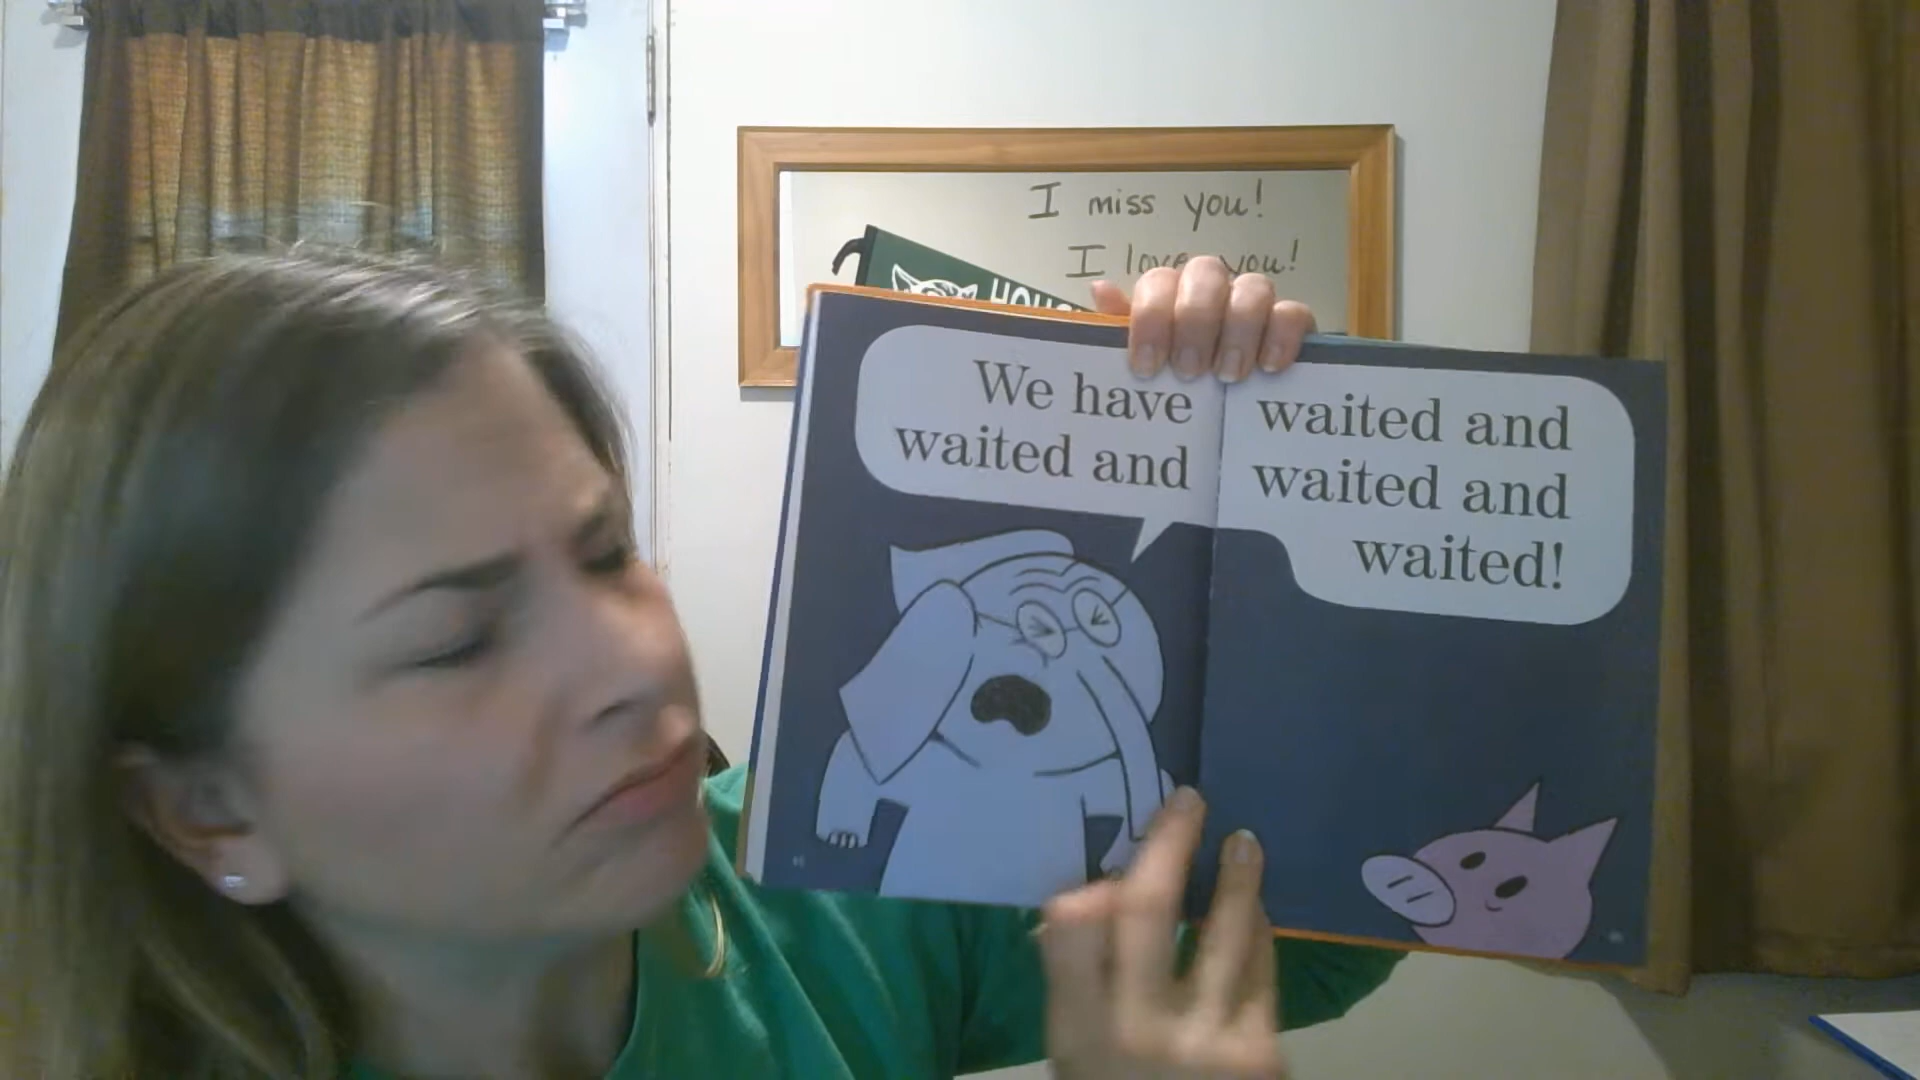 I miss you!
I love you!
We have
waited and
waited and
waited and
waited!